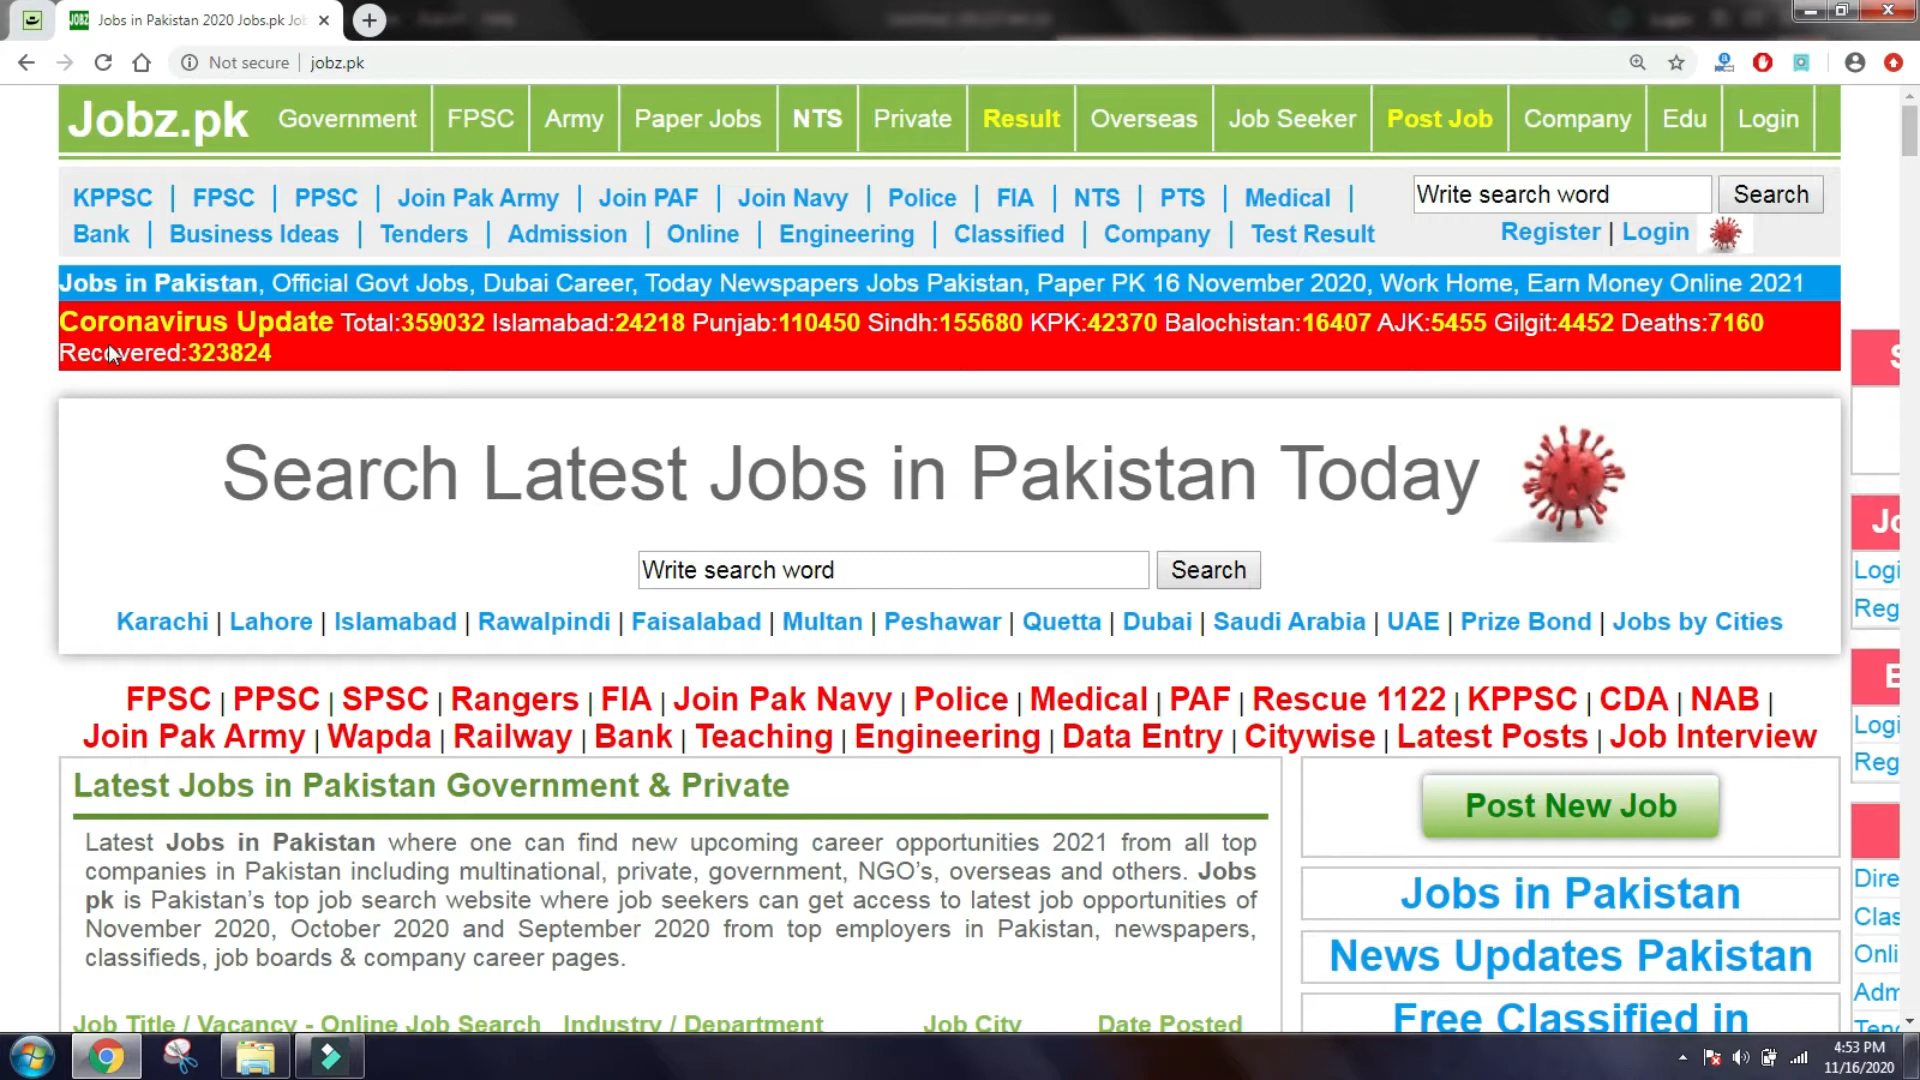 Jobs in Pakistan 2020 Jobs.pk Jo
Not secure | jobz.pk
Jobz.pk Government FPSC Army Paper Jobs NTS Private Result Overseas Job Seeker Post Job Company Edu Login
KPPSC | FPSC | PPSC | Join Pak Army | Join PAF | Join Navy | Police | FIA | NTS | PTS | Medical |
Write search word Search
Bank | Business Ideas | Tenders | Admission | Online | Engineering | Classified | Company | Test Result
Register | Login
Jobs in Pakistan, Official Govt Jobs, Dubai Career, Today Newspapers Jobs Pakistan, Paper PK 16 November 2020, Work Home, Earn Money Online 2021
Coronavirus Update Total:359032 Islamabad:24218 Punjab:110450 Sindh:155680 KPK:42370 Balochistan:16407 AJK:5455 Gilgit:4452 Deaths:7160
Recovered:323824
Search Latest Jobs in Pakistan Today
Write search word Search
Karachi | Lahore | Islamabad | Rawalpindi | Faisalabad | Multan | Peshawar | Quetta | Dubai | Saudi Arabia | UAE | Prize Bond | Jobs by Cities
FPSC | PPSC | SPSC | Rangers | FIA | Join Pak Navy | Police | Medical | PAF | Rescue 1122 | KPPSC | CDA | NAB |
Join Pak Army | Wapda | Railway | Bank | Teaching | Engineering | Data Entry | Citywise | Latest Posts | Job Interview
Latest Jobs in Pakistan Government & Private
Latest Jobs in Pakistan where one can find new upcoming career opportunities 2021 from all top
companies in Pakistan including multinational, private, government, NGO's, overseas and others. Jobs
pk is Pakistan's top job search website where job seekers can get access to latest job opportunities of
November 2020, October 2020 and September 2020 from top employers in Pakistan, newspapers,
classifieds, job boards & company career pages.
Job Title / Vacancy - Online Job Search Industry / Department Job City Date Posted
Post New Job
Jobs in Pakistan
News Updates Pakistan
Free Classified in
S
Jo
Logi
Reg
E
Logi
Reg
Dire
Clas
Onli
Adm
Tend
4:53 PM
11/16/2020